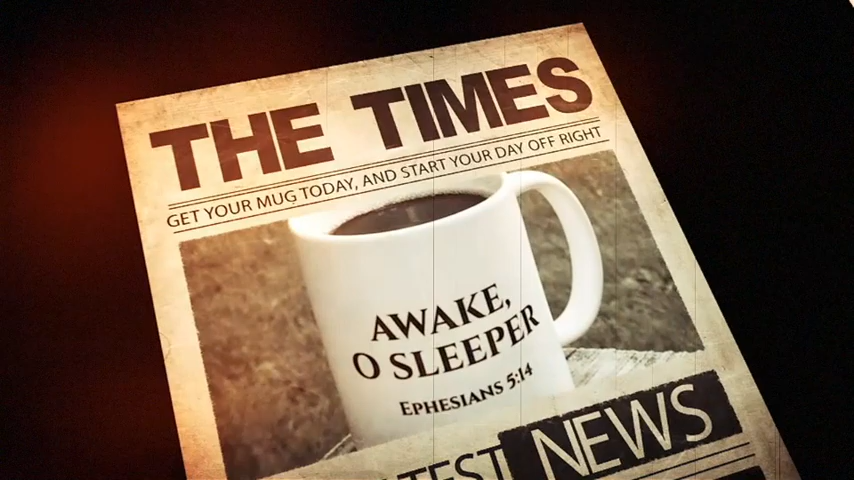 THE TIMES
GET YOUR MUG TODAY, AND START YOUR DAY OFF RIGHT
AWAKE,
O SLEEPER
EPHESIANS 5:14
NEWS